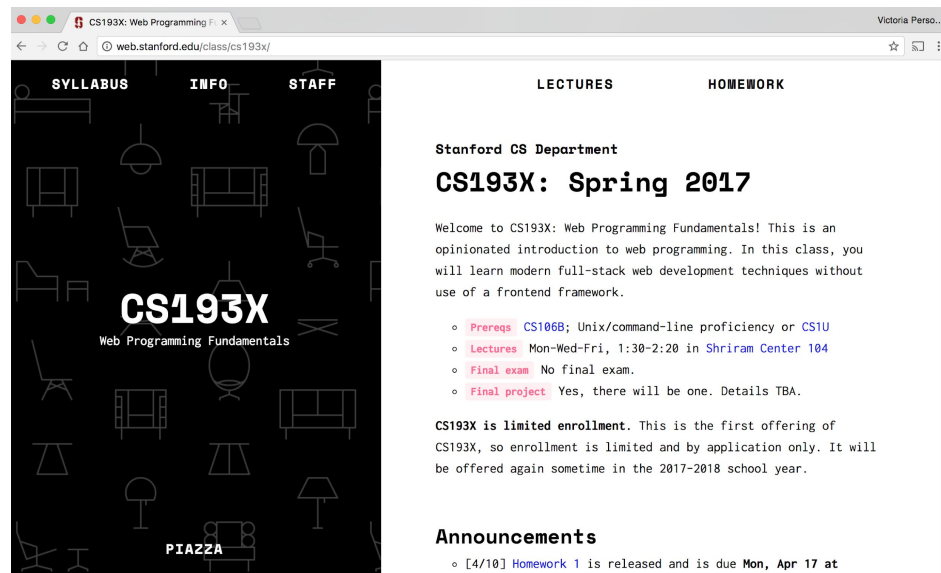 CS193X: Web Programming Fu
Victoria Perso...
web.stanford.edu/class/cs193x/
SYLLABUS INFO STAFF
CS193X
Web Programming Fundamentals
PIAZZA
LECTURES HOMEWORK
Stanford CS Department
CS193X: Spring 2017
Welcome to CS193X: Web Programming Fundamentals! This is an
opinionated introduction to web programming. In this class, you
will learn modern full-stack web development techniques without
use of a frontend framework.
Prereqs CS106B; Unix/command-line proficiency or CS1U
Lectures Mon-Wed-Fri, 1:30-2:20 in Shriram Center 104
Final exam No final exam.
Final project Yes, there will be one. Details TBA.
CS193X is limited enrollment. This is the first offering of
CS193X, so enrollment is limited and by application only. It will
be offered again sometime in the 2017-2018 school year.
Announcements
[4/10] Homework 1 is released and is due Mon, Apr 17 at